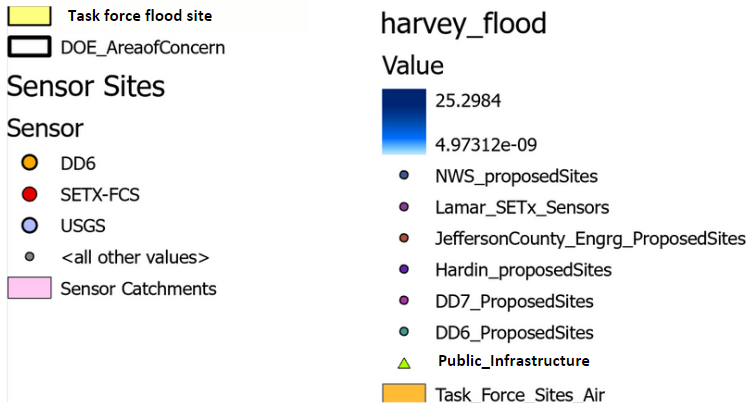 Task force flood site
DOE_AreaofConcern
Sensor Sites
Sensor
DD6
SETX-FCS
USGS
<all other values>
Sensor Catchments
harvey_flood
Value
25.2984
4.97312e-09
NWS_proposedSites
Lamar_SETx_Sensors
JeffersonCounty_Engrg_ProposedSites
Hardin_proposedSites
DD7_ProposedSites
DD6_ProposedSites
Public_Infrastructure
Task_Force_Sites_Air